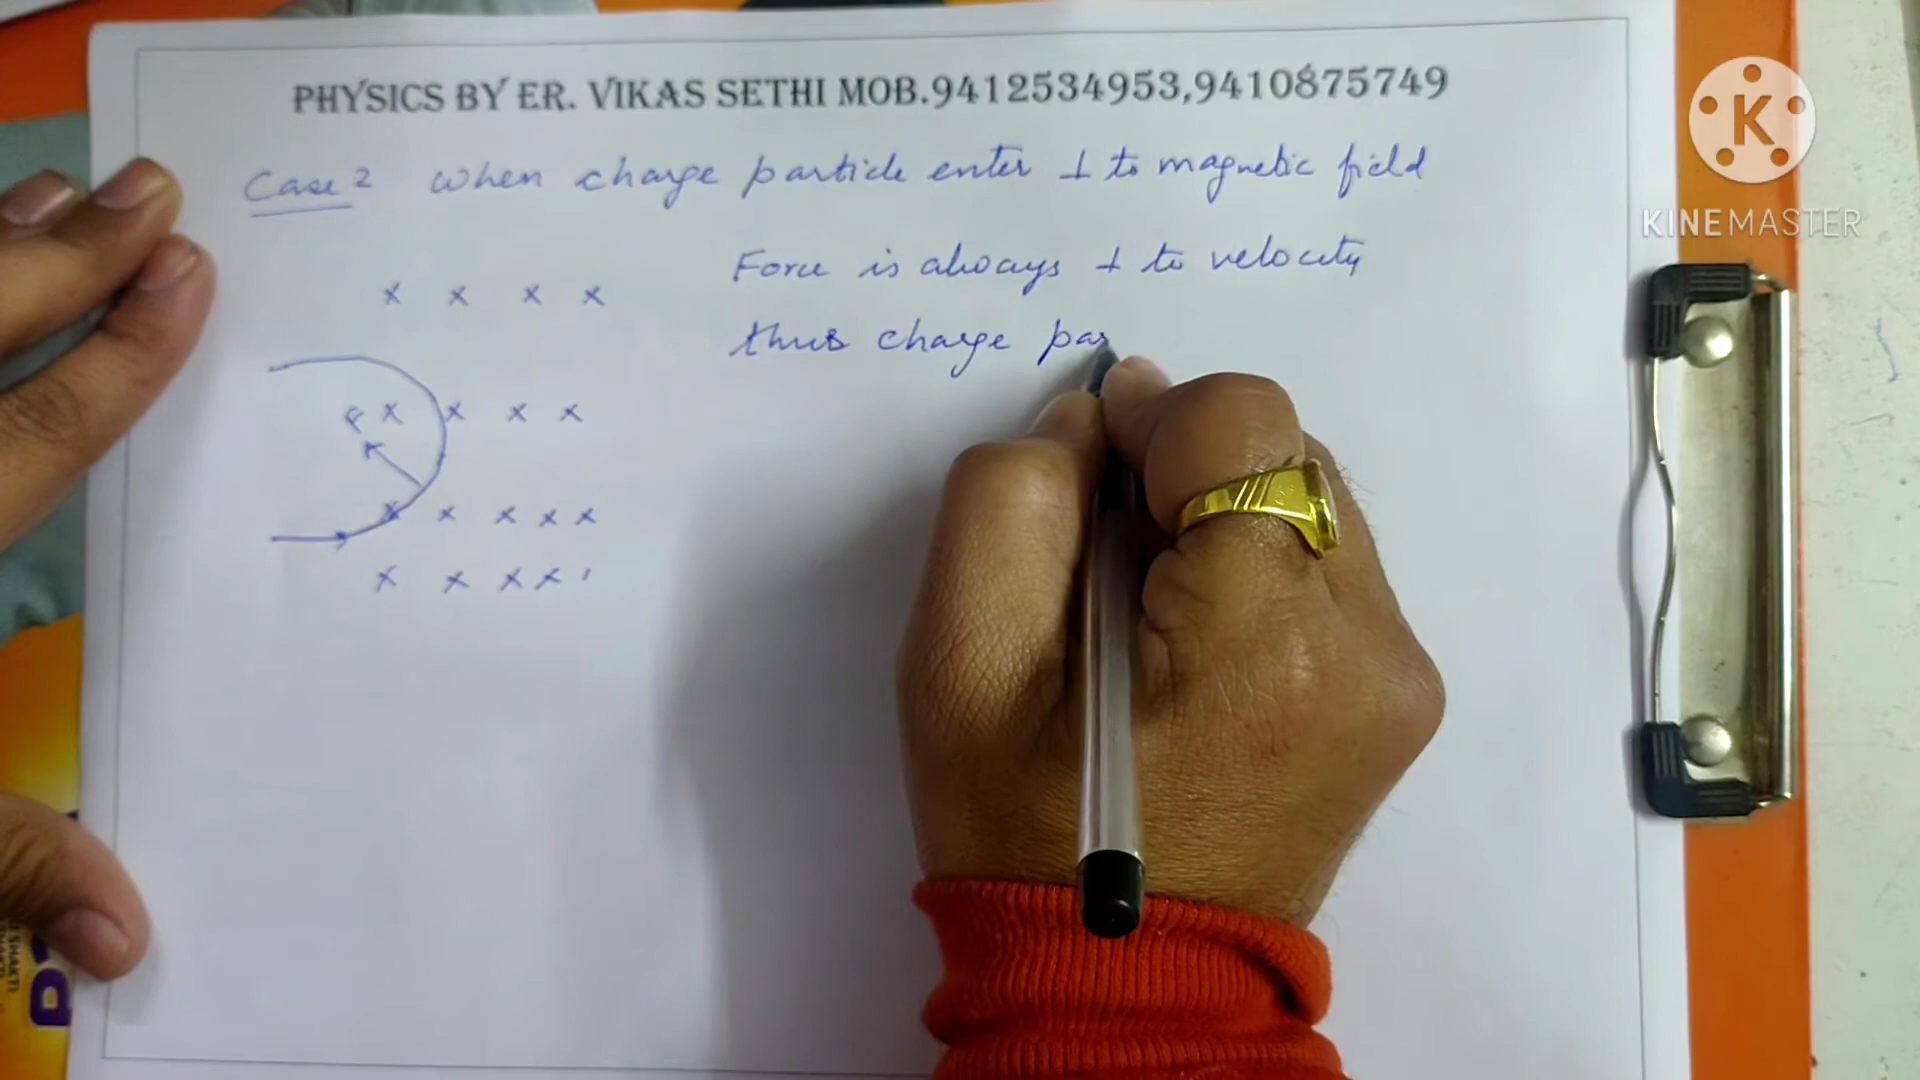 PHYSICS BY ER. VIKAS SETHI MOB.9412534953,9410875749
K
KINEMASTER
Case 2 When charge particle enter ⊥ to magnetic field
Force is always ⊥ to velocity
thus charge par
x x x x
F x x x x
x x x x x
x x x x